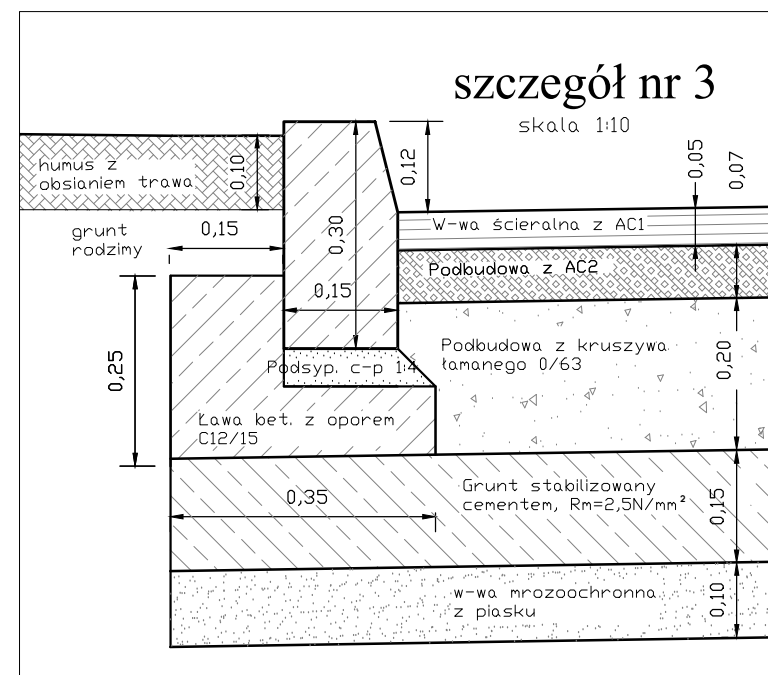 szczegół nr 3
skala 1:10
humus z
obsianiem trawa
0,10
0,12
0,05
0,07
grunt
rodzimy
0,15
0,30
W-wa ścieralna z AC1
Podbudowa z AC2
0,15
0,25
Podsyp. c-p 1:4
Podbudowa z kruszywa
łamanego 0/63
0,20
Ława bet. z oporem
C12/15
0,35
Grunt stabilizowany
cementem, Rm=2,5N/mm²
0,15
w-wa mrozoochronna
z piasku
0,10